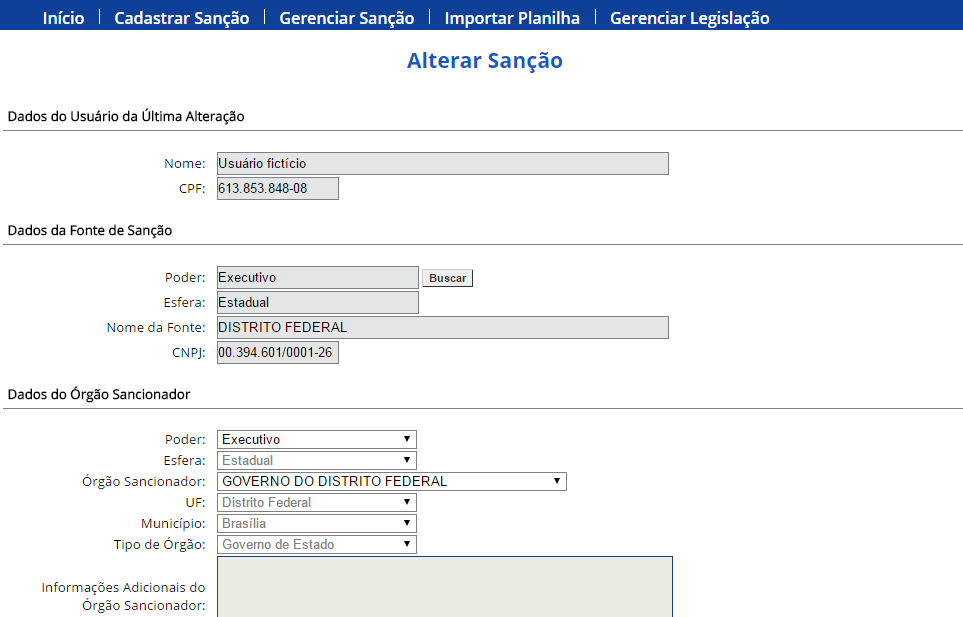 Início | Cadastrar Sanção | Gerenciar Sanção | Importar Planilha | Gerenciar Legislação
Alterar Sanção
Dados do Usuário da Última Alteração
Nome: Usuário fictício
CPF: 613.853.848-08
Dados da Fonte de Sanção
Poder: Executivo Buscar
Esfera: Estadual
Nome da Fonte: DISTRITO FEDERAL
CNPJ: 00.394.601/0001-26
Dados do Órgão Sancionador
Poder: Executivo
Esfera: Estadual
Órgão Sancionador: GOVERNO DO DISTRITO FEDERAL
UF: Distrito Federal
Município: Brasília
Tipo de Órgão: Governo de Estado
Informações Adicionais do
Órgão Sancionador: